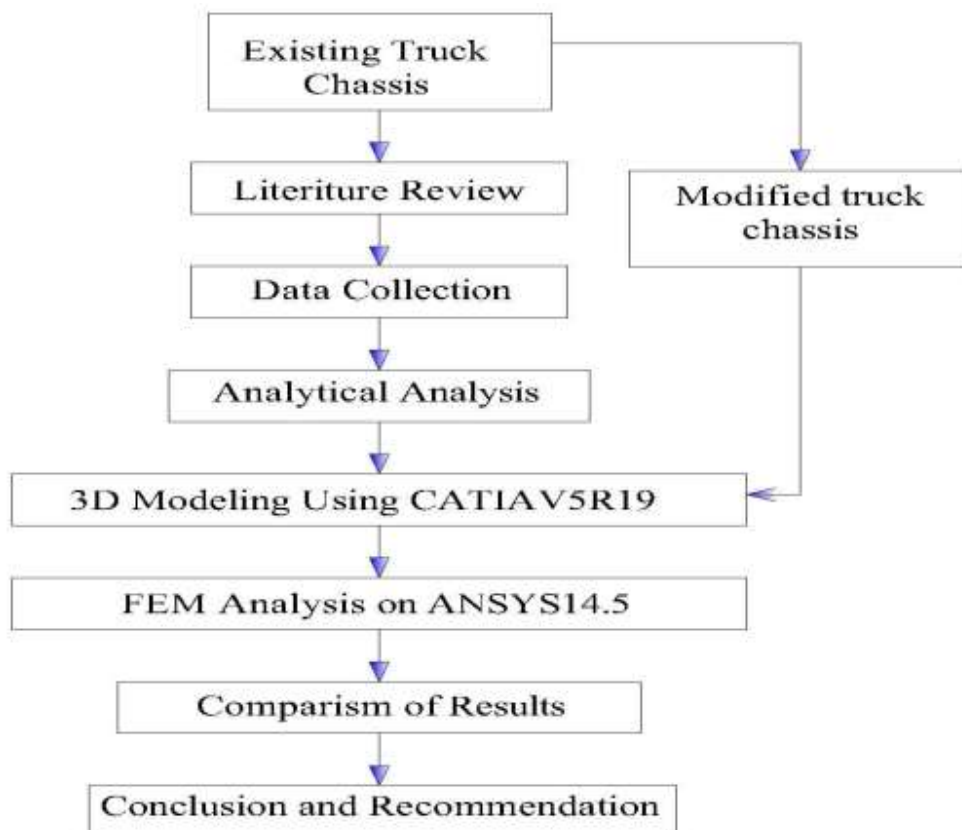 Existing Truck
Chassis
Literiture Review
Modified truck
chassis
Data Collection
Analytical Analysis
3D Modeling Using CATIAV5R19
FEM Analysis on ANSYS14.5
Comparism of Results
Conclusion and Recommendation